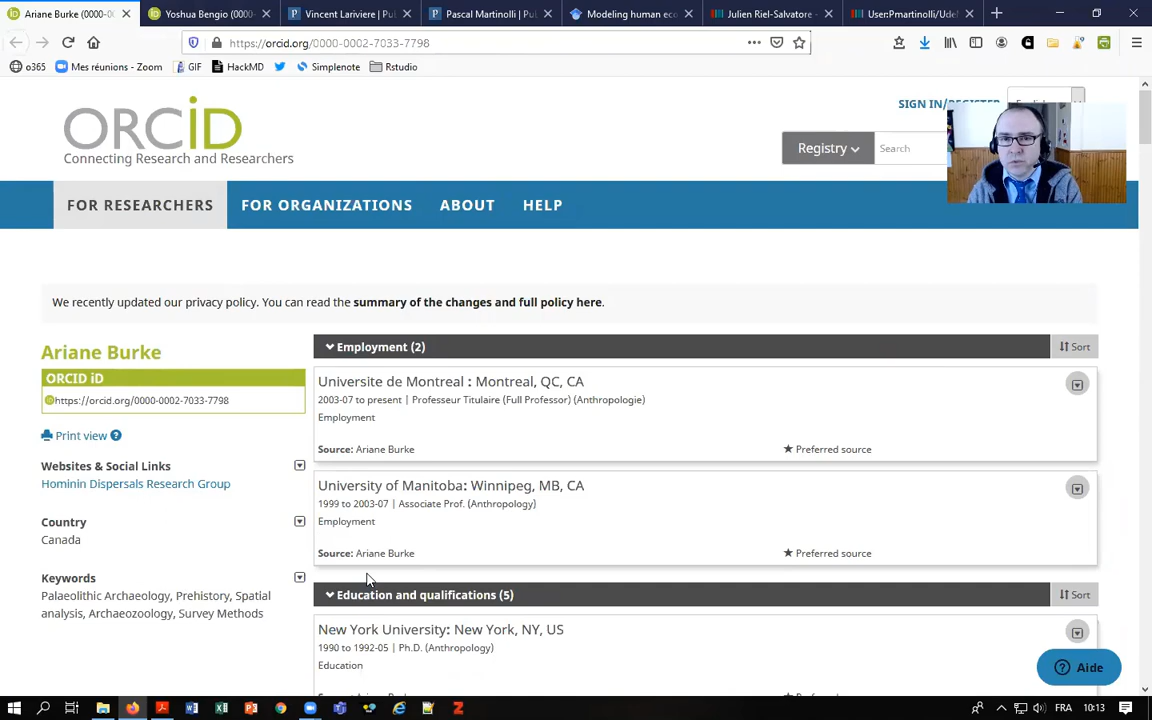 Ariane Burke (0000-00
Yoshua Bengio (0000-
Vincent Lariviere | Pub
Pascal Martinolli | Pub
Modeling human eco
Julien Riel-Salvatore -
User:Pmartinolli/Ude
https://orcid.org/0000-0002-7033-7798
o365
Mes réunions - Zoom
GIF
HackMD
Simplenote
Rstudio
SIGN IN/REGISTER
ORCID
Connecting Research and Researchers
Registry
Search
FOR RESEARCHERS
FOR ORGANIZATIONS
ABOUT
HELP
We recently updated our privacy policy. You can read the summary of the changes and full policy here.
Ariane Burke
ORCID iD
https://orcid.org/0000-0002-7033-7798
Print view
Websites & Social Links
Hominin Dispersals Research Group
Country
Canada
Keywords
Palaeolithic Archaeology, Prehistory, Spatial
analysis, Archaeozoology, Survey Methods
Employment (2)
Sort
Universite de Montreal : Montreal, QC, CA
2003-07 to present | Professeur Titulaire (Full Professor) (Anthropologie)
Employment
Source: Ariane Burke
Preferred source
University of Manitoba: Winnipeg, MB, CA
1999 to 2003-07 | Associate Prof. (Anthropology)
Employment
Source: Ariane Burke
Preferred source
Education and qualifications (5)
Sort
New York University: New York, NY, US
1990 to 1992-05 | Ph.D. (Anthropology)
Education
Aide
FRA
10:13